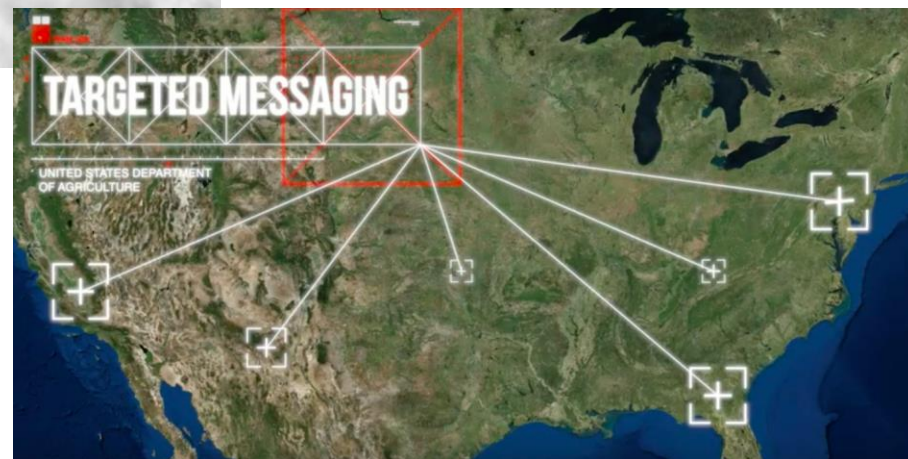 TARGETED MESSAGING
UNITED STATES DEPARTMENT
OF AGRICULTURE